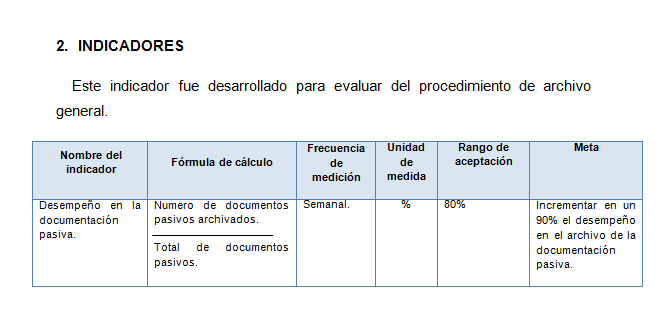 2. INDICADORES
Este indicador fue desarrollado para evaluar del procedimiento de archivo
general.
Nombre del
indicador
Fórmula de cálculo
Frecuencia
de
medición
Unidad
de
medida
Rango de
aceptación
Meta
Desempeño en la
documentación
pasiva.
Numero de documentos
pasivos archivados.
Total de documentos
pasivos.
Semanal.
%
80%
Incrementar en un
90% el desempeño
en el archivo de la
documentación
pasiva.